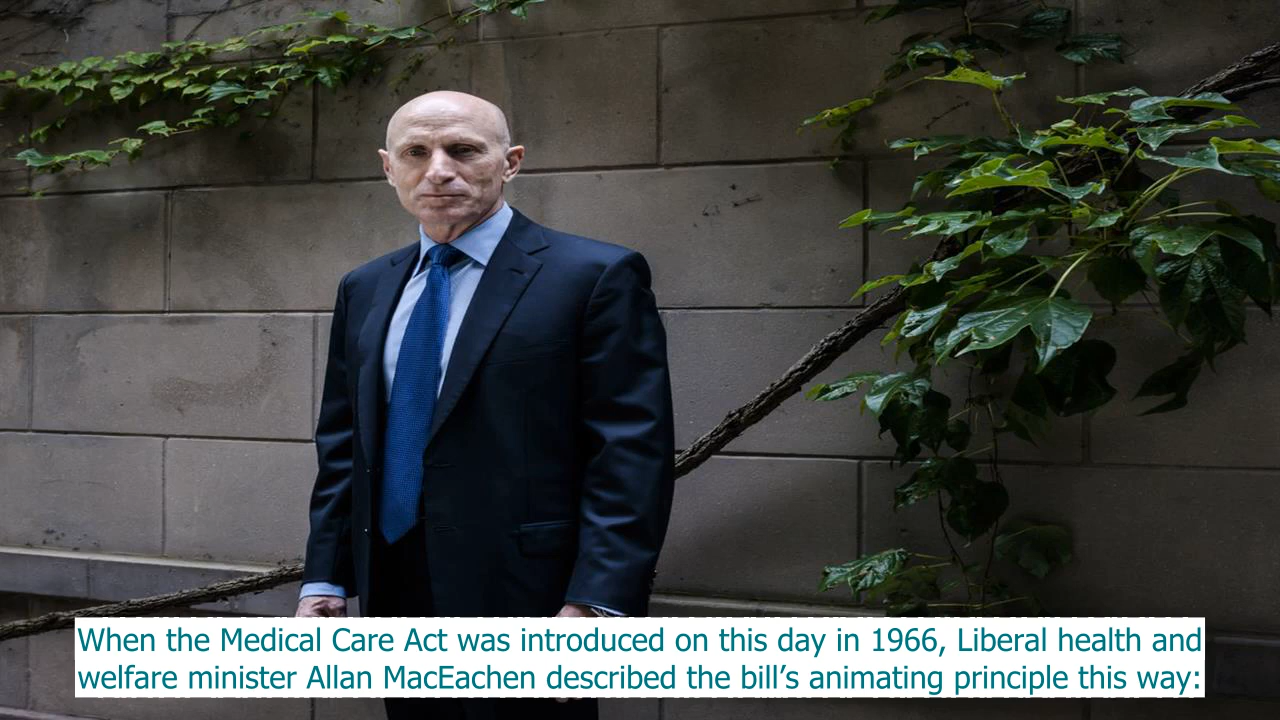 When the Medical Care Act was introduced on this day in 1966, Liberal health and
welfare minister Allan MacEachen described the bill’s animating principle this way: